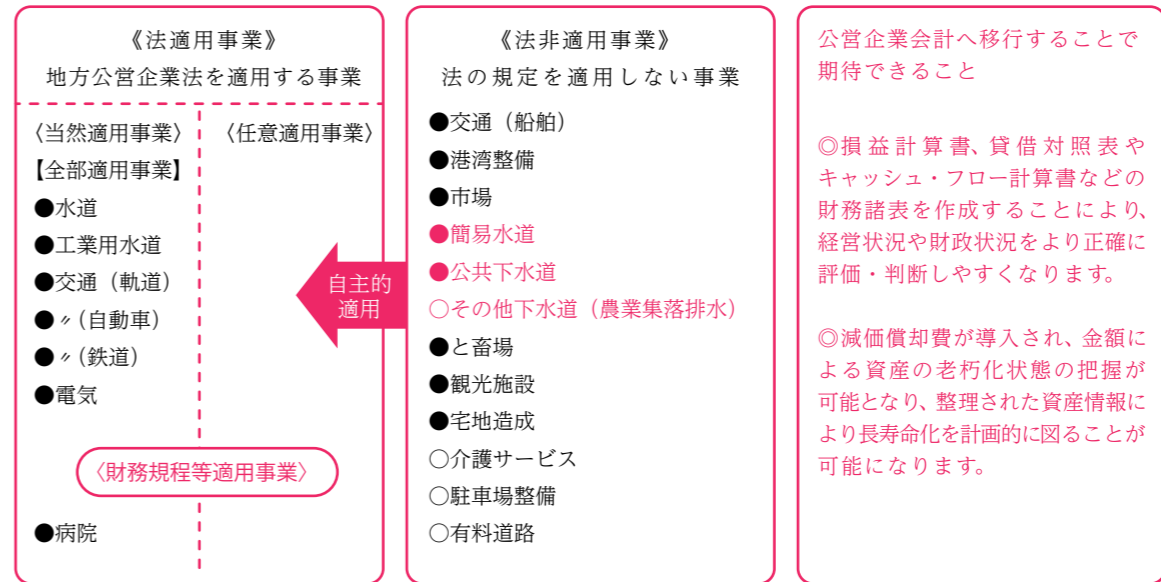 《法適用事業》
地方公営企業法を適用する事業
〈当然適用事業〉
【全部適用事業】
●水道
●工業用水道
●交通（軌道）
●〃（自動車）
●〃（鉄道）
●電気
〈任意適用事業〉
〈財務規程等適用事業〉
●病院
自主的
適用
《法非適用事業》
法の規定を適用しない事業
●交通（船舶）
●港湾整備
●市場
●簡易水道
●公共下水道
○その他下水道（農業集落排水）
●と畜場
●観光施設
●宅地造成
○介護サービス
○駐車場整備
○有料道路
公営企業会計へ移行することで
期待できること
◎損益計算書、貸借対照表や
キャッシュ・フロー計算書などの
財務諸表を作成することにより、
経営状況や財政状況をより正確に
評価・判断しやすくなります。
◎減価償却費が導入され、金額に
よる資産の老朽化状態の把握が
可能となり、整理された資産情報に
より長寿命化を計画的に図ることが
可能になります。